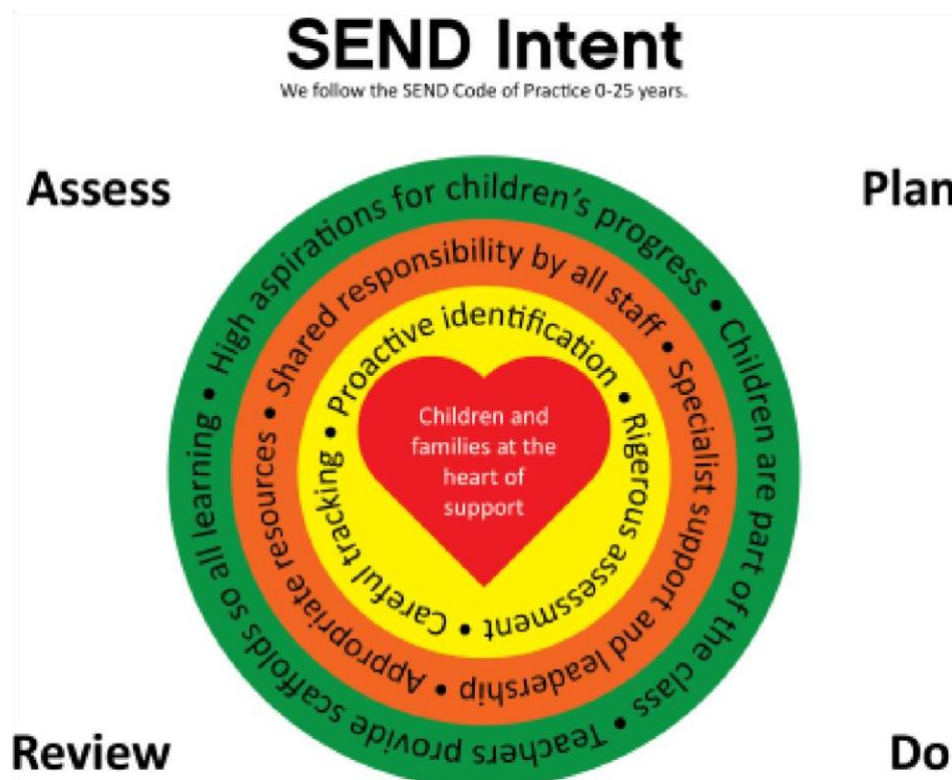 SEND Intent
We follow the SEND Code of Practice 0-25 years.
Assess
Plan
High aspirations for children's progress • Children are part of the class • Teachers provide scaffolds so all learning •
Shared responsibility by all staff • Specialist support and leadership • Appropriate resources •
Proactive identification • Rigerous assessment • Careful tracking •
Children and
families at the
heart of
support
Review
Do